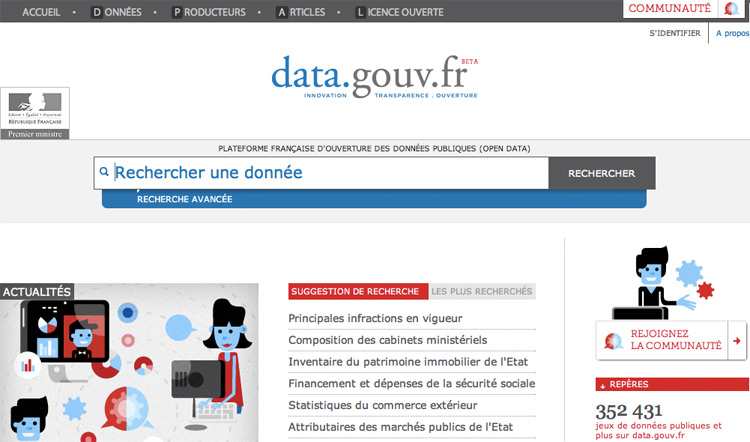 ACCUEIL • DONNÉES • PRODUCTEURS • ARTICLES • LICENCE OUVERTE
COMMUNAUTÉ
S'IDENTIFIER
A propos
data.gouv.fr BETA
INNOVATION . TRANSPARENCE . OUVERTURE
Liberté • Égalité • Fraternité
RÉPUBLIQUE FRANÇAISE
Premier ministre
PLATEFORME FRANÇAISE D'OUVERTURE DES DONNÉES PUBLIQUES (OPEN DATA)
Rechercher une donnée
RECHERCHER
RECHERCHE AVANCÉE
ACTUALITÉS
SUGGESTION DE RECHERCHE
LES PLUS RECHERCHÉS
Principales infractions en vigueur
Composition des cabinets ministériels
Inventaire du patrimoine immobilier de l'Etat
Financement et dépenses de la sécurité sociale
Statistiques du commerce extérieur
Attributaires des marchés publics de l'Etat
REJOIGNEZ
LA COMMUNAUTÉ
REPÈRES
352 431
jeux de données publiques et
plus sur data.gouv.fr